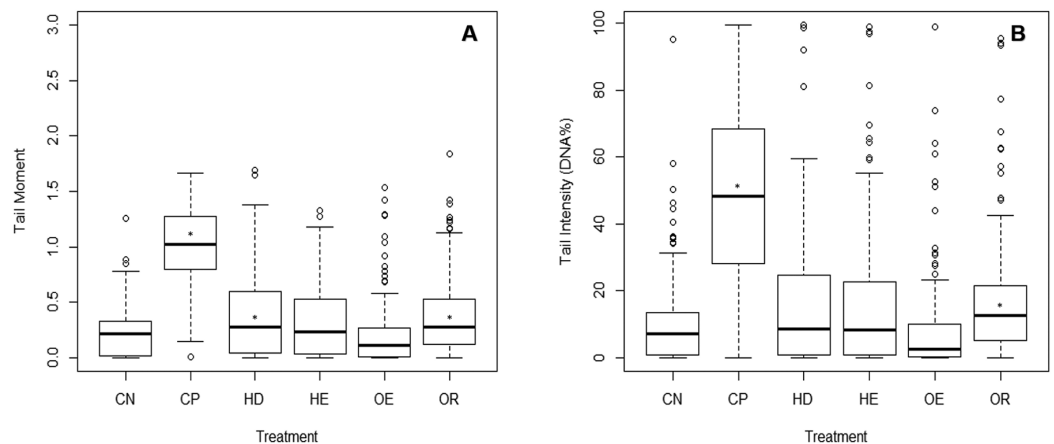 A
Tail Moment
3.0
2.5
2.0
1.5
1.0
0.5
0.0
CN CP HD HE OE OR
Treatment
B
Tail Intensity (DNA%)
100
80
60
40
20
0
CN CP HD HE OE OR
Treatment